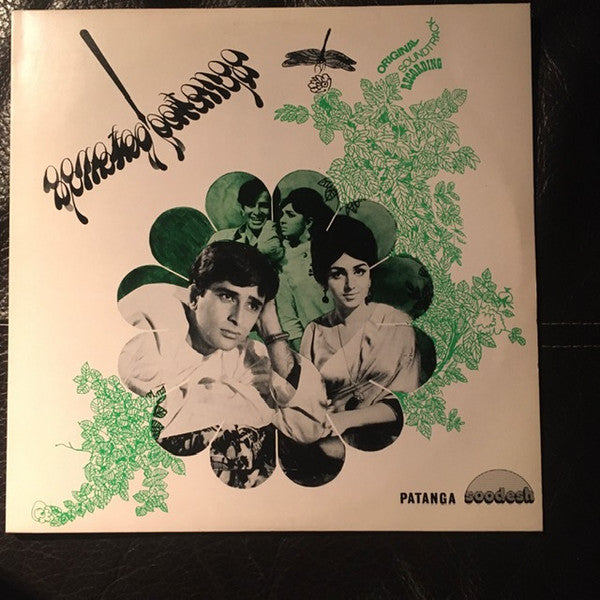 patanga
ORIGINAL
SOUNDTRACK
RECORDING
PATANGA soodesh